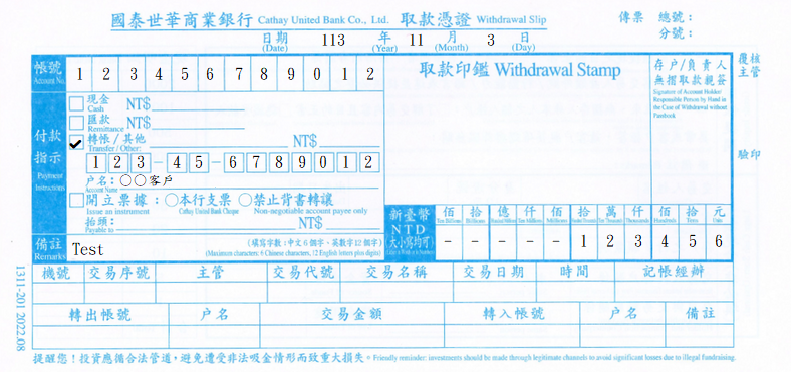 國泰世華商業銀行 Cathay United Bank Co., Ltd. 取款憑證 Withdrawal Slip
傳票 總號：
分號：
日期 113 年 11 月 3 日
(Date) (Year) (Month) (Day)
帳號 Account No. 1 2 3 4 5 6 7 8 9 0 1 2
取款印鑑 Withdrawal Stamp
存戶/負責人
無摺取款親簽
Signature of Account Holder/
Responsible Person by Hand in
the Case of Withdrawal without
Passbook
覆核
主管
驗印
付款
指示
Payment
Instructions
現金 NT$
Cash
匯款 NT$
Remittance
✓ 轉帳/其他 NT$
Transfer / Other:
1 2 3 - 4 5 - 6 7 8 9 0 1 2
戶名：○○客戶
Account Name
開立票據：○本行支票 ○禁止背書轉讓
Issue an instrument Cathay United Bank Cheque Non-negotiable account payee only
抬頭： NT$
Payable to
新臺幣
NTD
(大小寫均可)
佰 拾 億 仟 佰 拾 萬 仟 佰 拾 元
- - - - - 1 2 3 4 5 6
備註 Test
Remarks
(填寫字數：中文6個字、英數字12個字)
(Maximum characters: 6 Chinese characters, 12 English letters plus digits)
機號 交易序號 主管 交易代號 交易名稱 交易日期 時間 記帳經辦
轉出帳號 戶名 交易金額 轉入帳號 戶名 備註
1311-201 2022.08
提醒您！投資應循合法管道，避免遭受非法吸金情形而致重大損失。Friendly reminder: investments should be made through legitimate channels to avoid significant losses due to illegal fundraising.